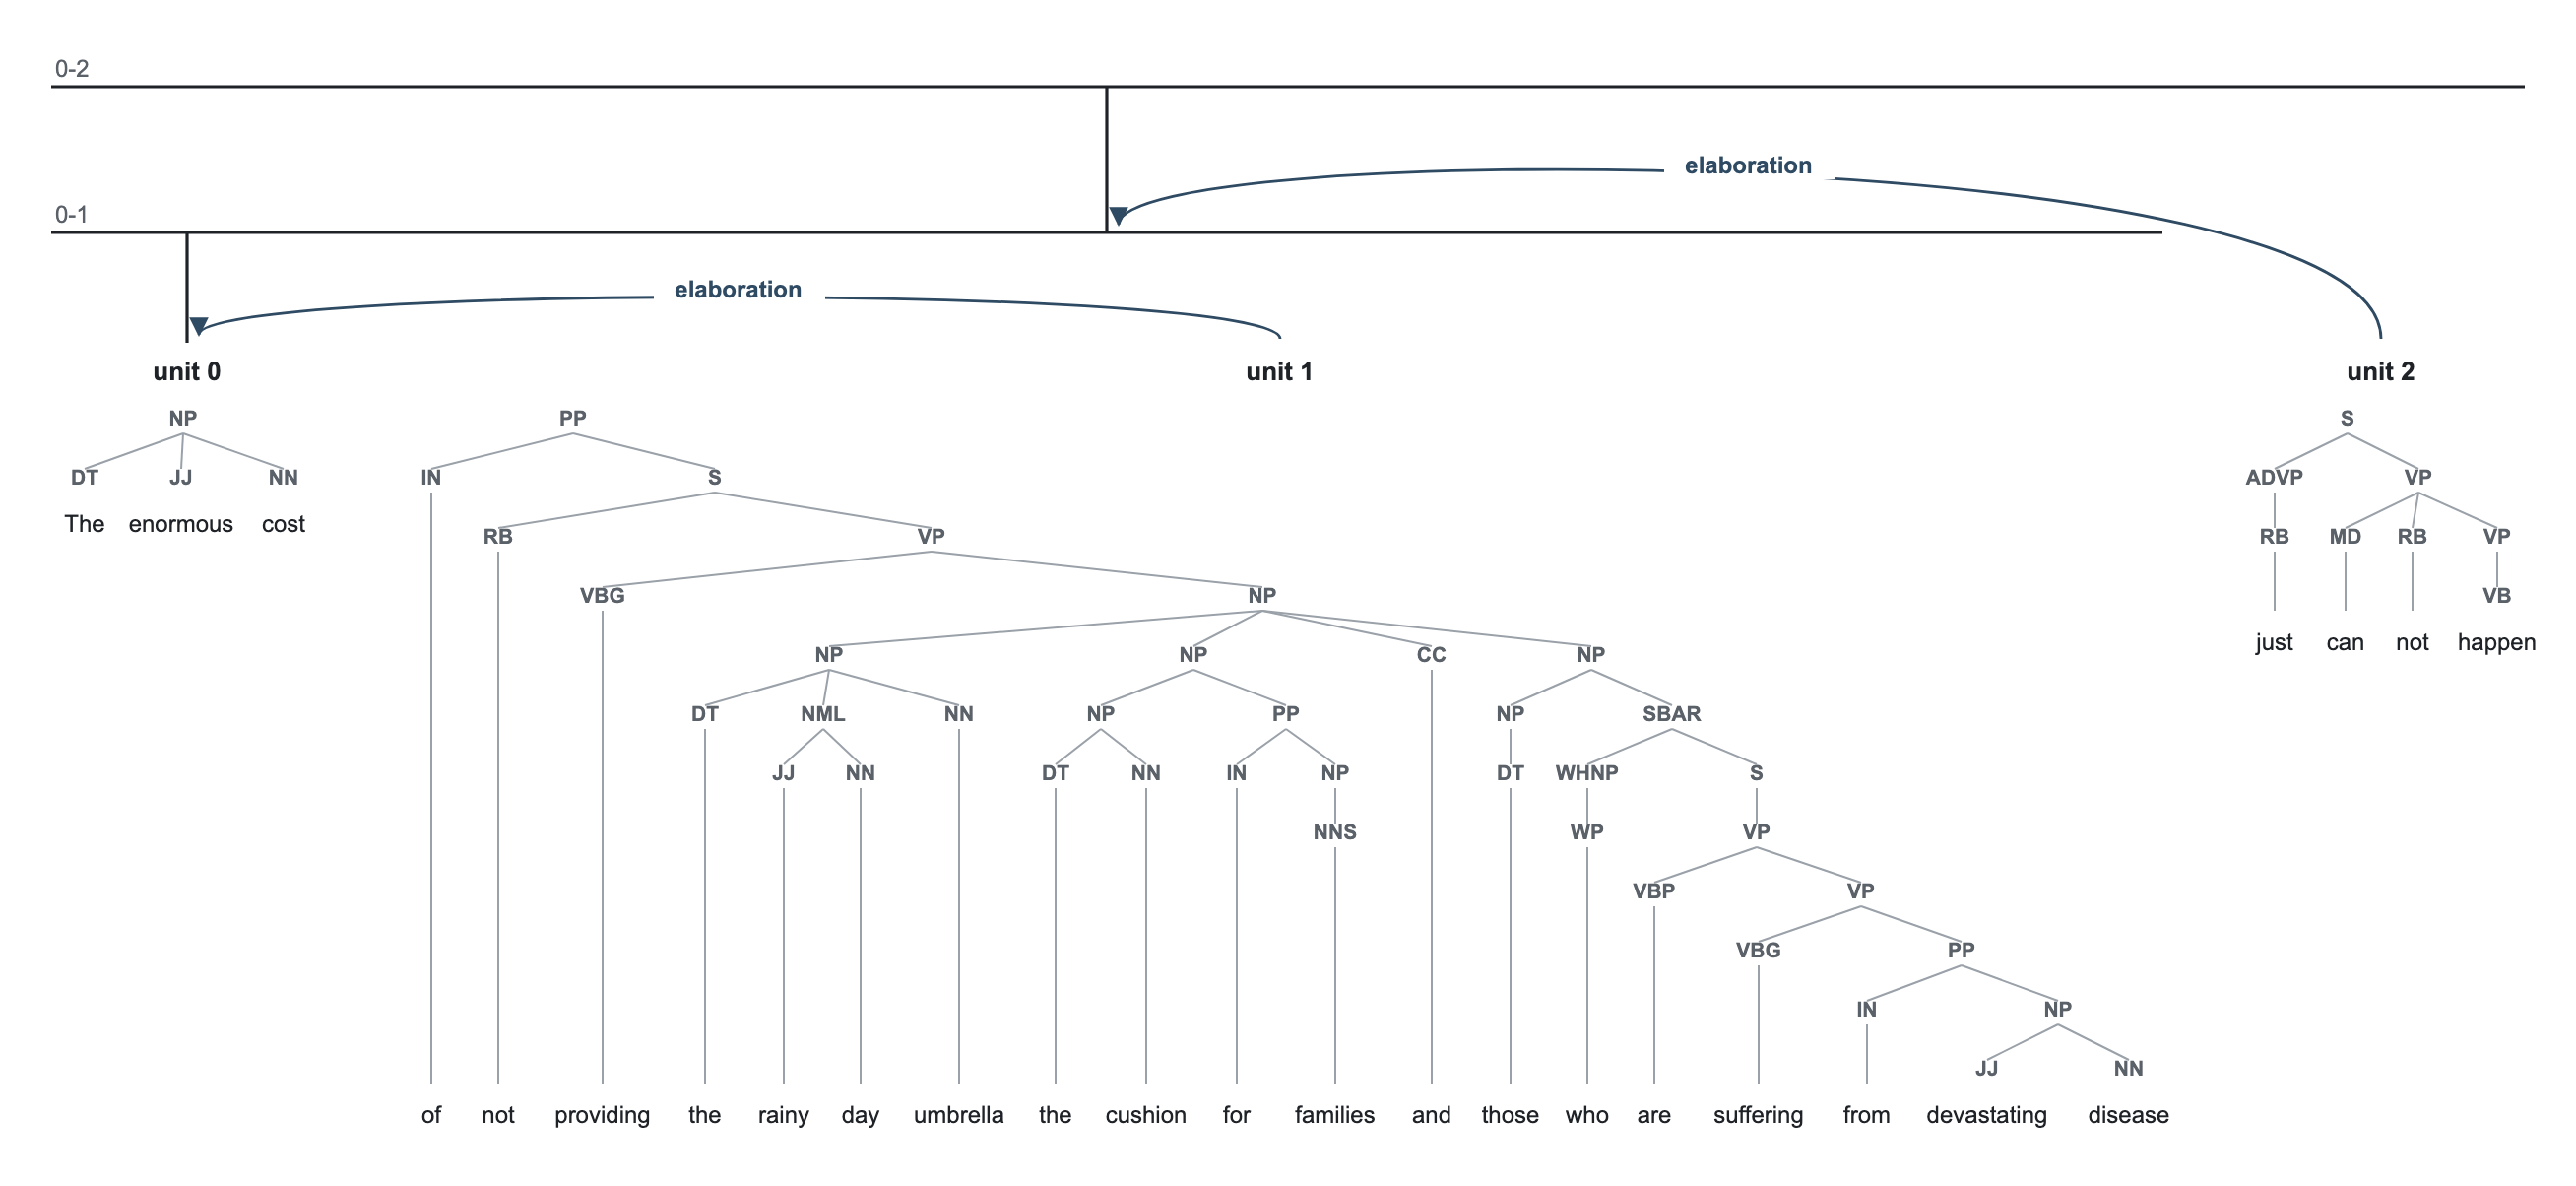 0-2
elaboration
0-1
elaboration
unit 0 unit 1 unit 2
NP PP S
DT JJ NN IN S ADVP VP
The enormous cost
RB VP RB MD RB VP
VBG NP VB
just can not happen
NP NP CC NP
DT NML NN NP PP NP SBAR
JJ NN DT NN IN NP DT WHNP S
NNS WP VP
VBP VP
VBG PP
IN NP
JJ NN
of not providing the rainy day umbrella the cushion for families and those who are suffering from devastating disease